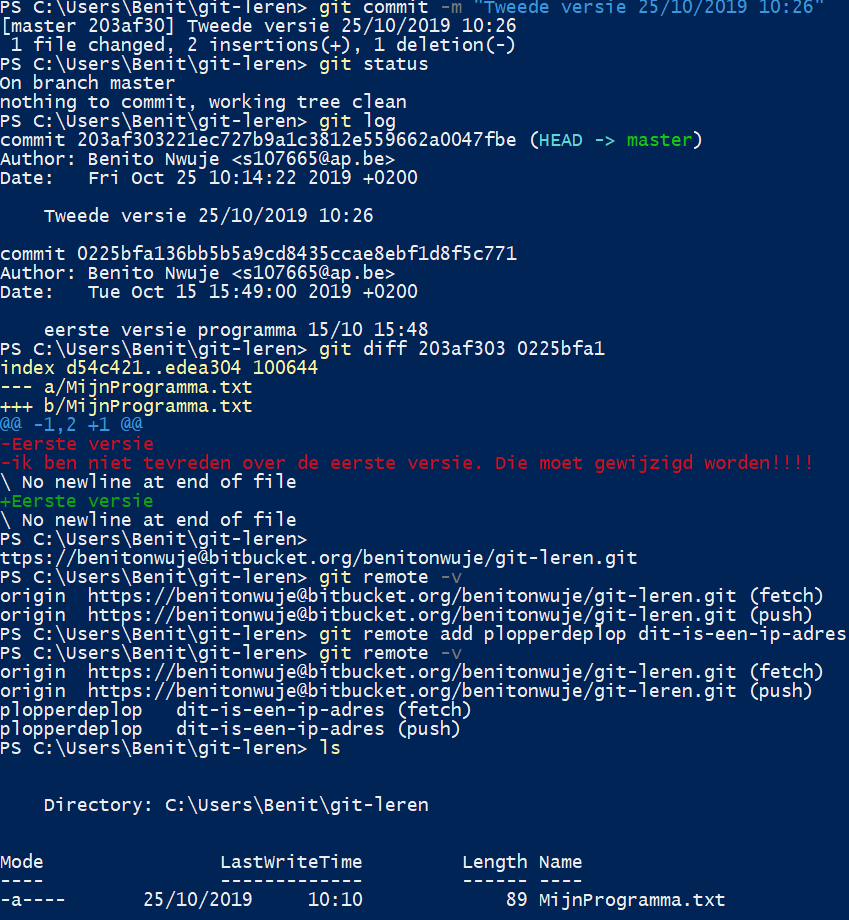 PS C:\Users\Benit\git-leren> git commit -m "Tweede versie 25/10/2019 10:26"
[master 203af30] Tweede versie 25/10/2019 10:26
 1 file changed, 2 insertions(+), 1 deletion(-)
PS C:\Users\Benit\git-leren> git status
On branch master
nothing to commit, working tree clean
PS C:\Users\Benit\git-leren> git log
commit 203af303221ec727b9a1c3812e559662a0047fbe (HEAD -> master)
Author: Benito Nwuje <s107665@ap.be>
Date:   Fri Oct 25 10:14:22 2019 +0200

    Tweede versie 25/10/2019 10:26

commit 0225bfa136bb5b5a9cd8435ccae8ebf1d8f5c771
Author: Benito Nwuje <s107665@ap.be>
Date:   Tue Oct 15 15:49:00 2019 +0200

    eerste versie programma 15/10 15:48
PS C:\Users\Benit\git-leren> git diff 203af303 0225bfa1
index d54c421..edea304 100644
--- a/MijnProgramma.txt
+++ b/MijnProgramma.txt
@@ -1,2 +1 @@
-Eerste versie
-ik ben niet tevreden over de eerste versie. Die moet gewijzigd worden!!!!
\ No newline at end of file
+Eerste versie
\ No newline at end of file
PS C:\Users\Benit\git-leren>
ttps://benitonwuje@bitbucket.org/benitonwuje/git-leren.git
PS C:\Users\Benit\git-leren> git remote -v
origin  https://benitonwuje@bitbucket.org/benitonwuje/git-leren.git (fetch)
origin  https://benitonwuje@bitbucket.org/benitonwuje/git-leren.git (push)
PS C:\Users\Benit\git-leren> git remote add plopperdeplop dit-is-een-ip-adres
PS C:\Users\Benit\git-leren> git remote -v
origin  https://benitonwuje@bitbucket.org/benitonwuje/git-leren.git (fetch)
origin  https://benitonwuje@bitbucket.org/benitonwuje/git-leren.git (push)
plopperdeplop   dit-is-een-ip-adres (fetch)
plopperdeplop   dit-is-een-ip-adres (push)
PS C:\Users\Benit\git-leren> ls

    Directory: C:\Users\Benit\git-leren

Mode                LastWriteTime         Length Name
----                -------------         ------ ----
-a----       25/10/2019     10:10             89 MijnProgramma.txt